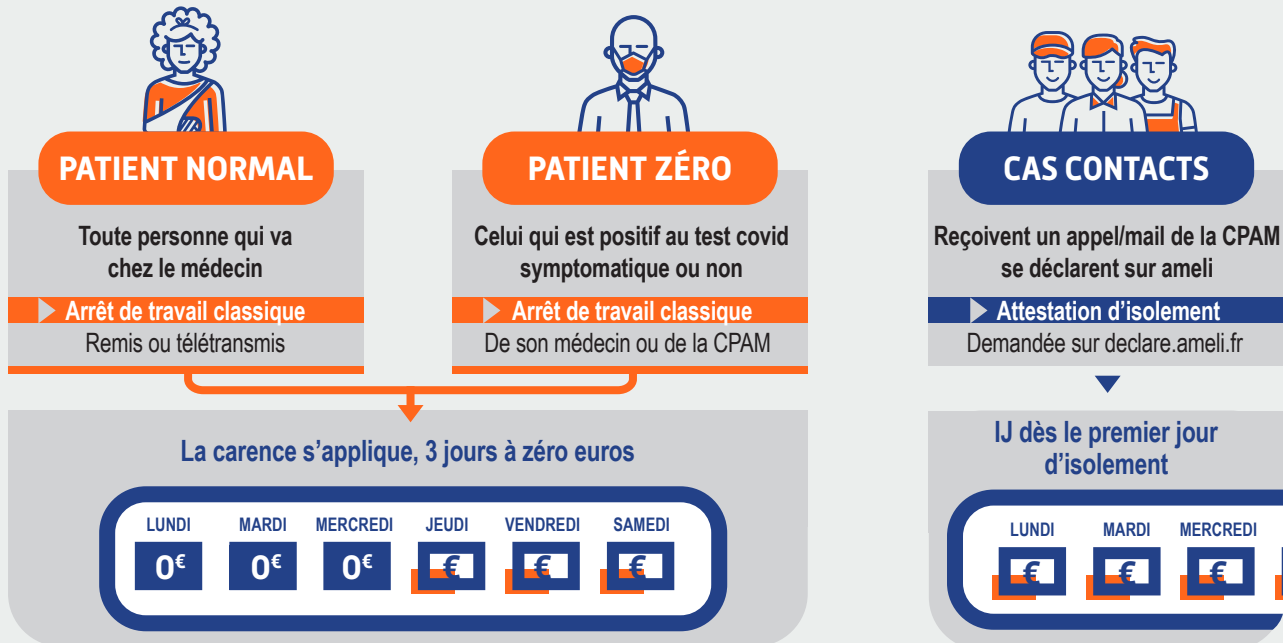 PATIENT NORMAL
Toute personne qui va
chez le médecin
Arrêt de travail classique
Remis ou télétransmis
PATIENT ZÉRO
Celui qui est positif au test covid
symptomatique ou non
Arrêt de travail classique
De son médecin ou de la CPAM
La carence s’applique, 3 jours à zéro euros
LUNDI MARDI MERCREDI JEUDI VENDREDI SAMEDI
0€ 0€ 0€ € € €
CAS CONTACTS
Reçoivent un appel/mail de la CPAM
se déclarent sur ameli
Attestation d’isolement
Demandée sur declare.ameli.fr
IJ dès le premier jour
d’isolement
LUNDI MARDI MERCREDI
€ € €